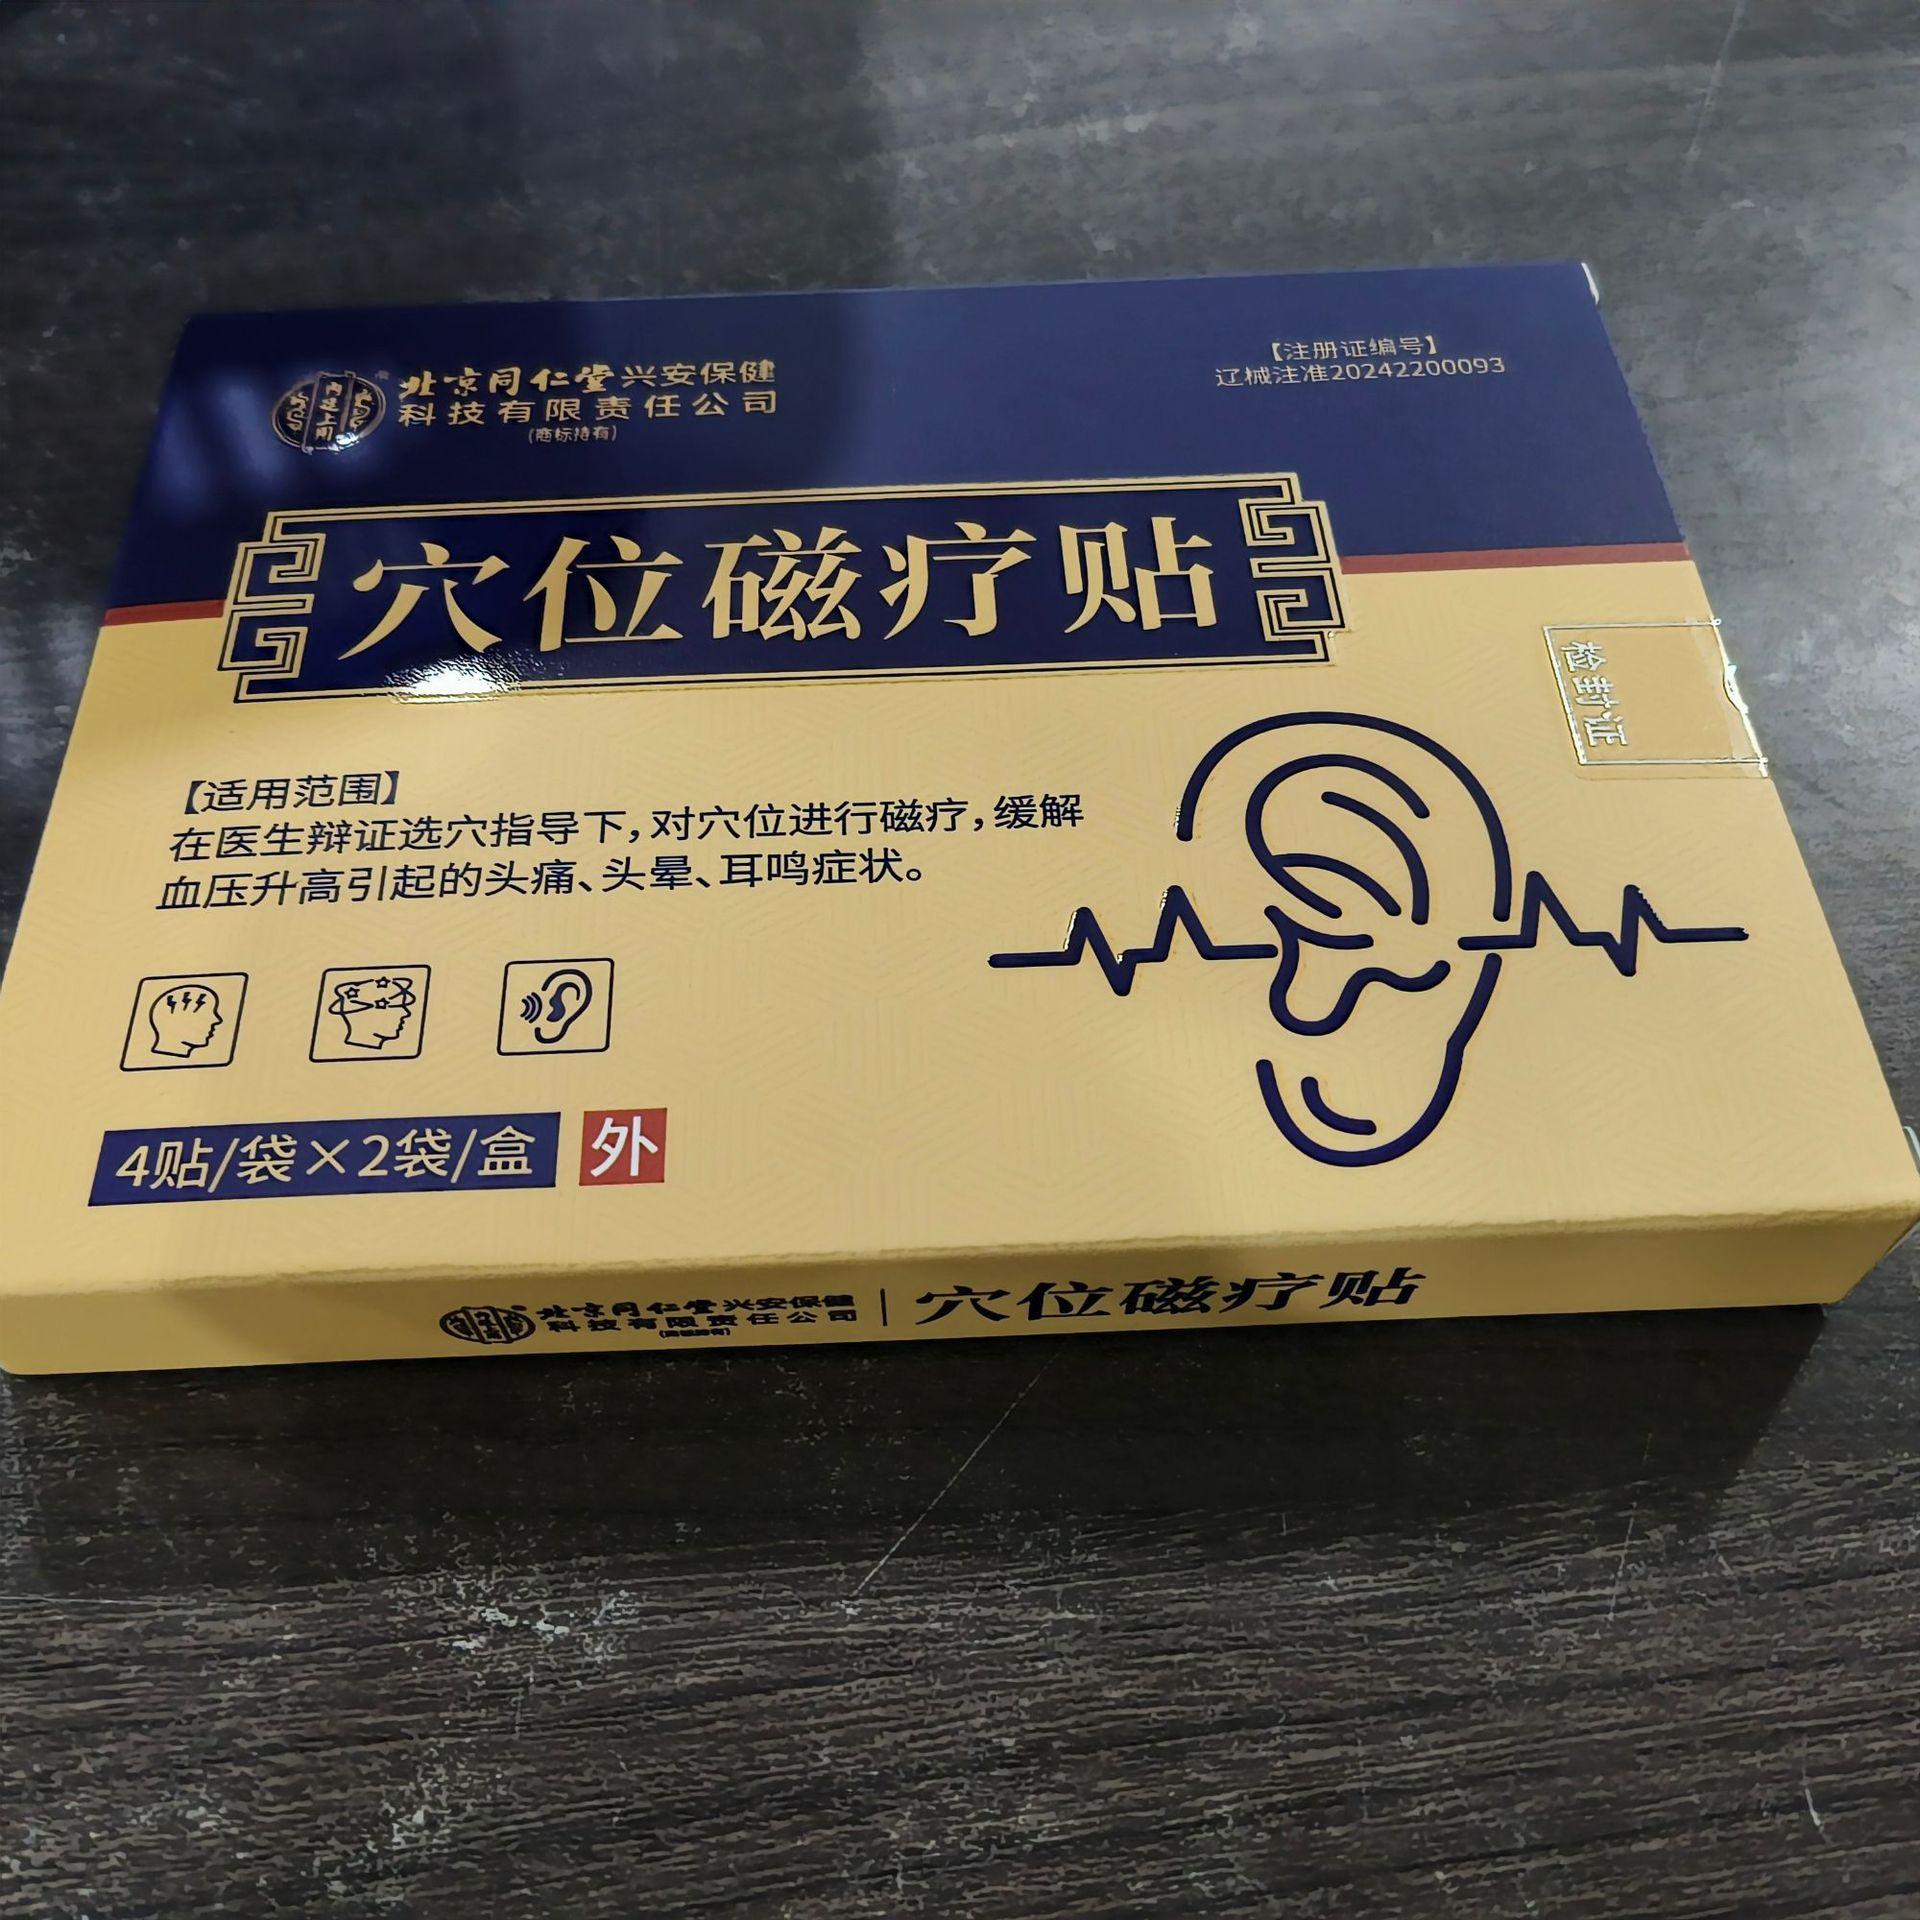 内廷上用
北京同仁堂兴安保健
科技有限责任公司
(商标持有)
【注册证编号】
辽械注准20242200093
穴位磁疗贴
检封证
【适用范围】
在医生辩证选穴指导下,对穴位进行磁疗,缓解
血压升高引起的头痛、头晕、耳鸣症状。
4贴/袋×2袋/盒
外
北京同仁堂兴安保健
科技有限责任公司
穴位磁疗贴